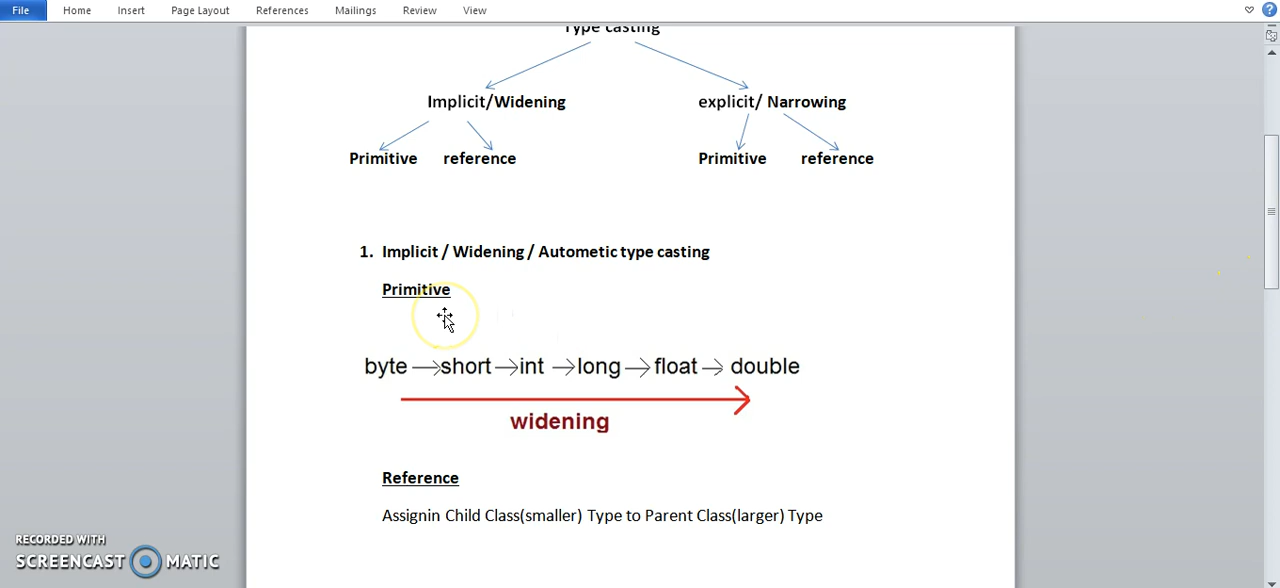 File Home Insert Page Layout References Mailings Review View
Type casting
Implicit/Widening explicit/ Narrowing
Primitive reference Primitive reference
1. Implicit / Widening / Autometic type casting
Primitive
byte short int long float double
widening
Reference
Assignin Child Class(smaller) Type to Parent Class(larger) Type
RECORDED WITH
SCREENCAST MATIC